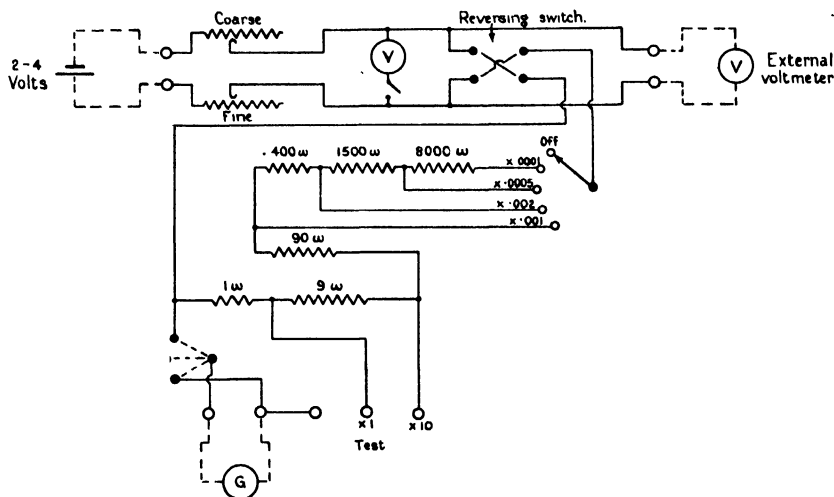 Coarse
Reversing switch.
2-4
Volts
V
V
External
voltmeter
Fine
Off
.400 ω
1500 ω
8000 ω
x .0001
x .0005
x .002
x .001
90 ω
1 ω
9 ω
x 1
x 10
Test
G